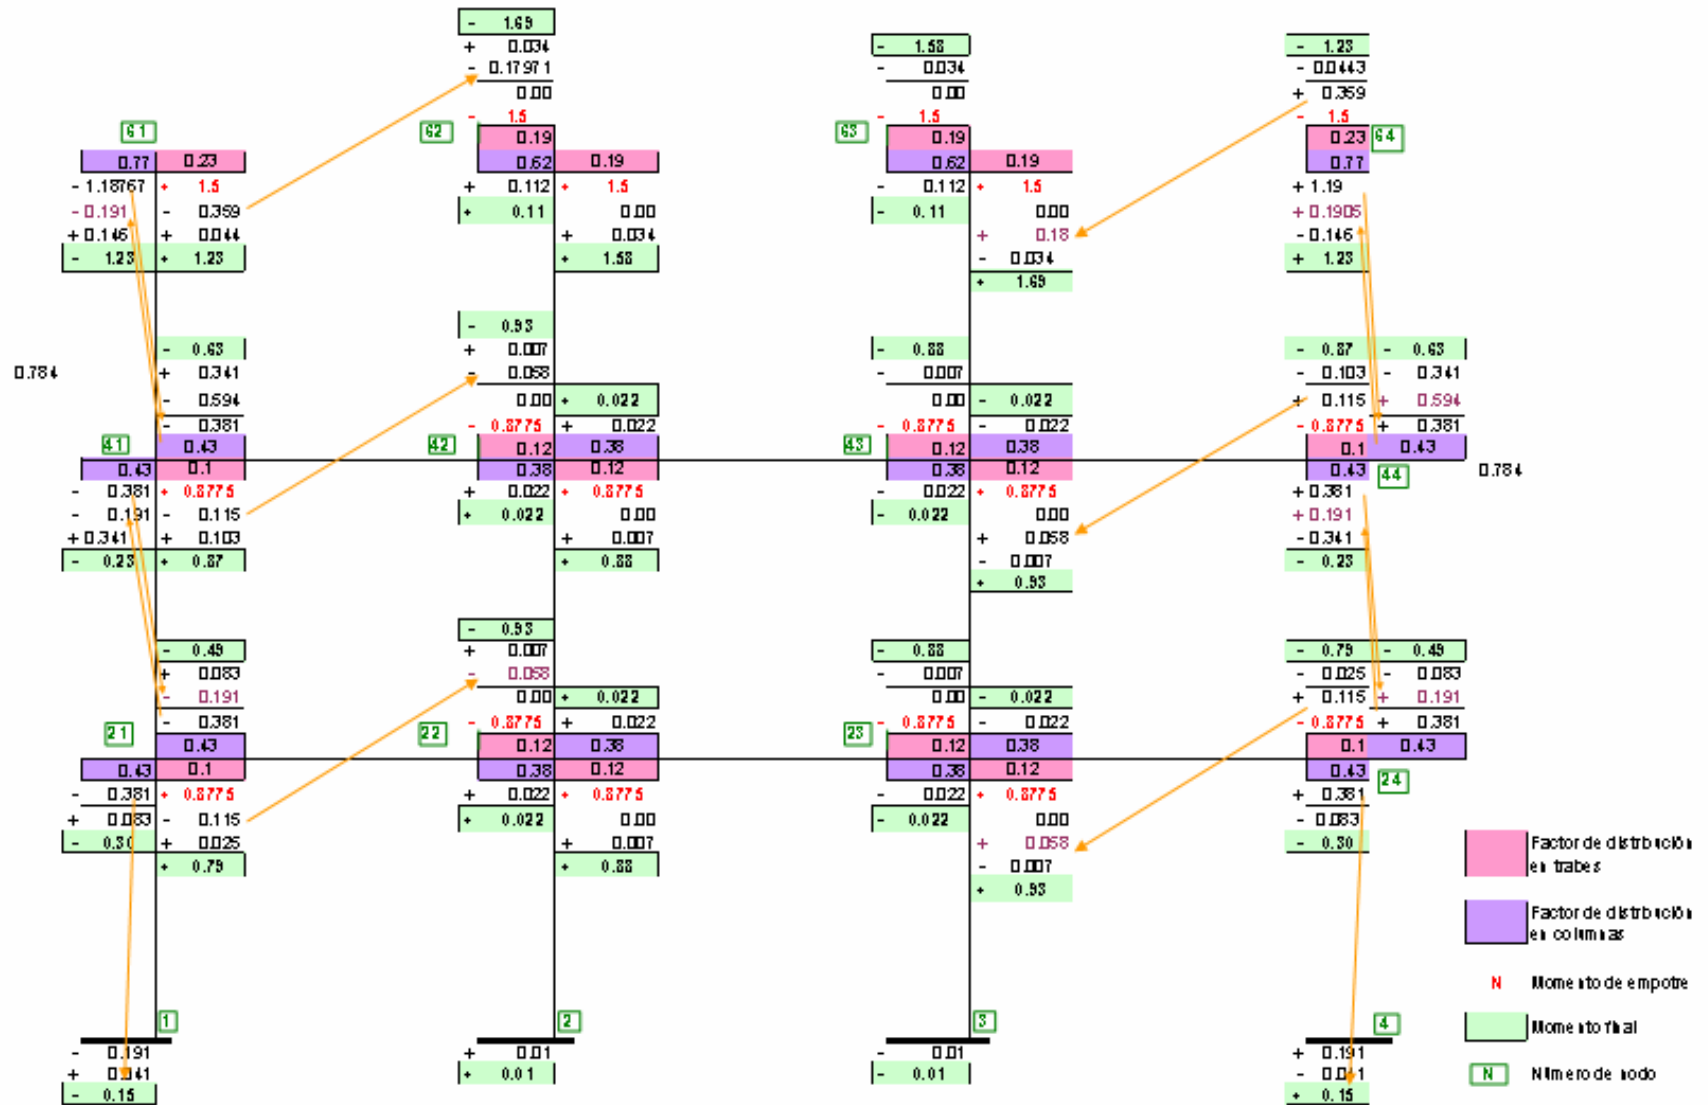 - 1.69
+ 0.034
- 0.17971
0.00
- 1.5
- 1.58
- 0.034
0.00
- 1.5
- 1.23
- 0.0443
+ 0.359
- 1.5
61
62
0.19
63
0.19
0.23
64
0.77 0.23
0.62 0.19
0.62 0.19
0.77
- 1.18767 + 1.5
+ 0.112 + 1.5
- 0.112 + 1.5
+ 1.19
- 0.191 - 0.359
+ 0.11 0.00
- 0.11 0.00
+ 0.1905
+ 0.146 + 0.044
+ 0.034
+ 0.18
- 0.146
- 1.23 + 1.23
+ 1.58
- 0.034
+ 1.23
+ 1.69
- 0.93
- 0.63
+ 0.007
- 0.88
- 0.87 - 0.63
0.784
+ 0.341
- 0.058
- 0.007
- 0.103 - 0.341
- 0.594
0.00 + 0.022
0.00 - 0.022
+ 0.115 + 0.594
- 0.381
- 0.8775 + 0.022
- 0.8775 - 0.022
- 0.8775 + 0.381
41
0.43
42
0.12 0.38
43
0.12 0.38
0.1 0.43
0.43 0.1
0.38 0.12
0.38 0.12
0.43
44
0.784
- 0.381 + 0.8775
+ 0.022 + 0.8775
- 0.022 + 0.8775
+ 0.381
- 0.191 - 0.115
+ 0.022 0.00
- 0.022 0.00
+ 0.191
+ 0.341 + 0.103
+ 0.007
+ 0.058
- 0.341
- 0.23 + 0.87
+ 0.88
- 0.007
- 0.23
+ 0.93
- 0.93
- 0.49
+ 0.007
- 0.88
- 0.79 - 0.49
+ 0.083
- 0.058
- 0.007
- 0.025 - 0.083
- 0.191
0.00 + 0.022
0.00 - 0.022
+ 0.115 + 0.191
- 0.381
- 0.8775 + 0.022
- 0.8775 - 0.022
- 0.8775 + 0.381
21
0.43
22
0.12 0.38
23
0.12 0.38
0.1 0.43
0.43 0.1
0.38 0.12
0.38 0.12
0.43
24
- 0.381 + 0.8775
+ 0.022 + 0.8775
- 0.022 + 0.8775
+ 0.381
+ 0.083 - 0.115
+ 0.022 0.00
- 0.022 0.00
- 0.083
- 0.30 + 0.025
+ 0.007
+ 0.058
- 0.30
+ 0.79
+ 0.88
- 0.007
+ 0.93
Factor de distribución
en trabes
Factor de distribución
en columnas
N Momento de empotre
Momento final
N Número de nodo
1
2
3
4
- 0.191
+ 0.01
- 0.01
+ 0.191
+ 0.041
+ 0.01
- 0.01
- 0.041
- 0.15
+ 0.15